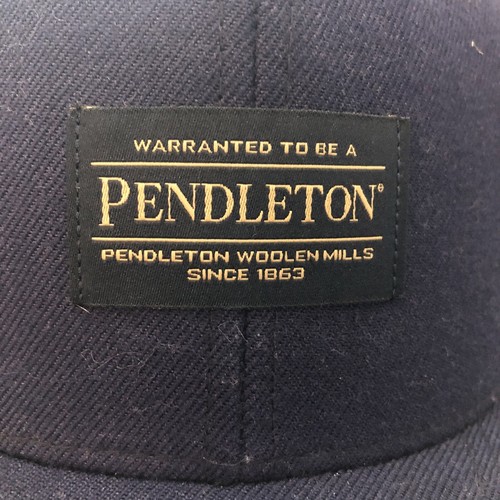 WARRANTED TO BE A
PENDLETON®
PENDLETON WOOLEN MILLS
SINCE 1863